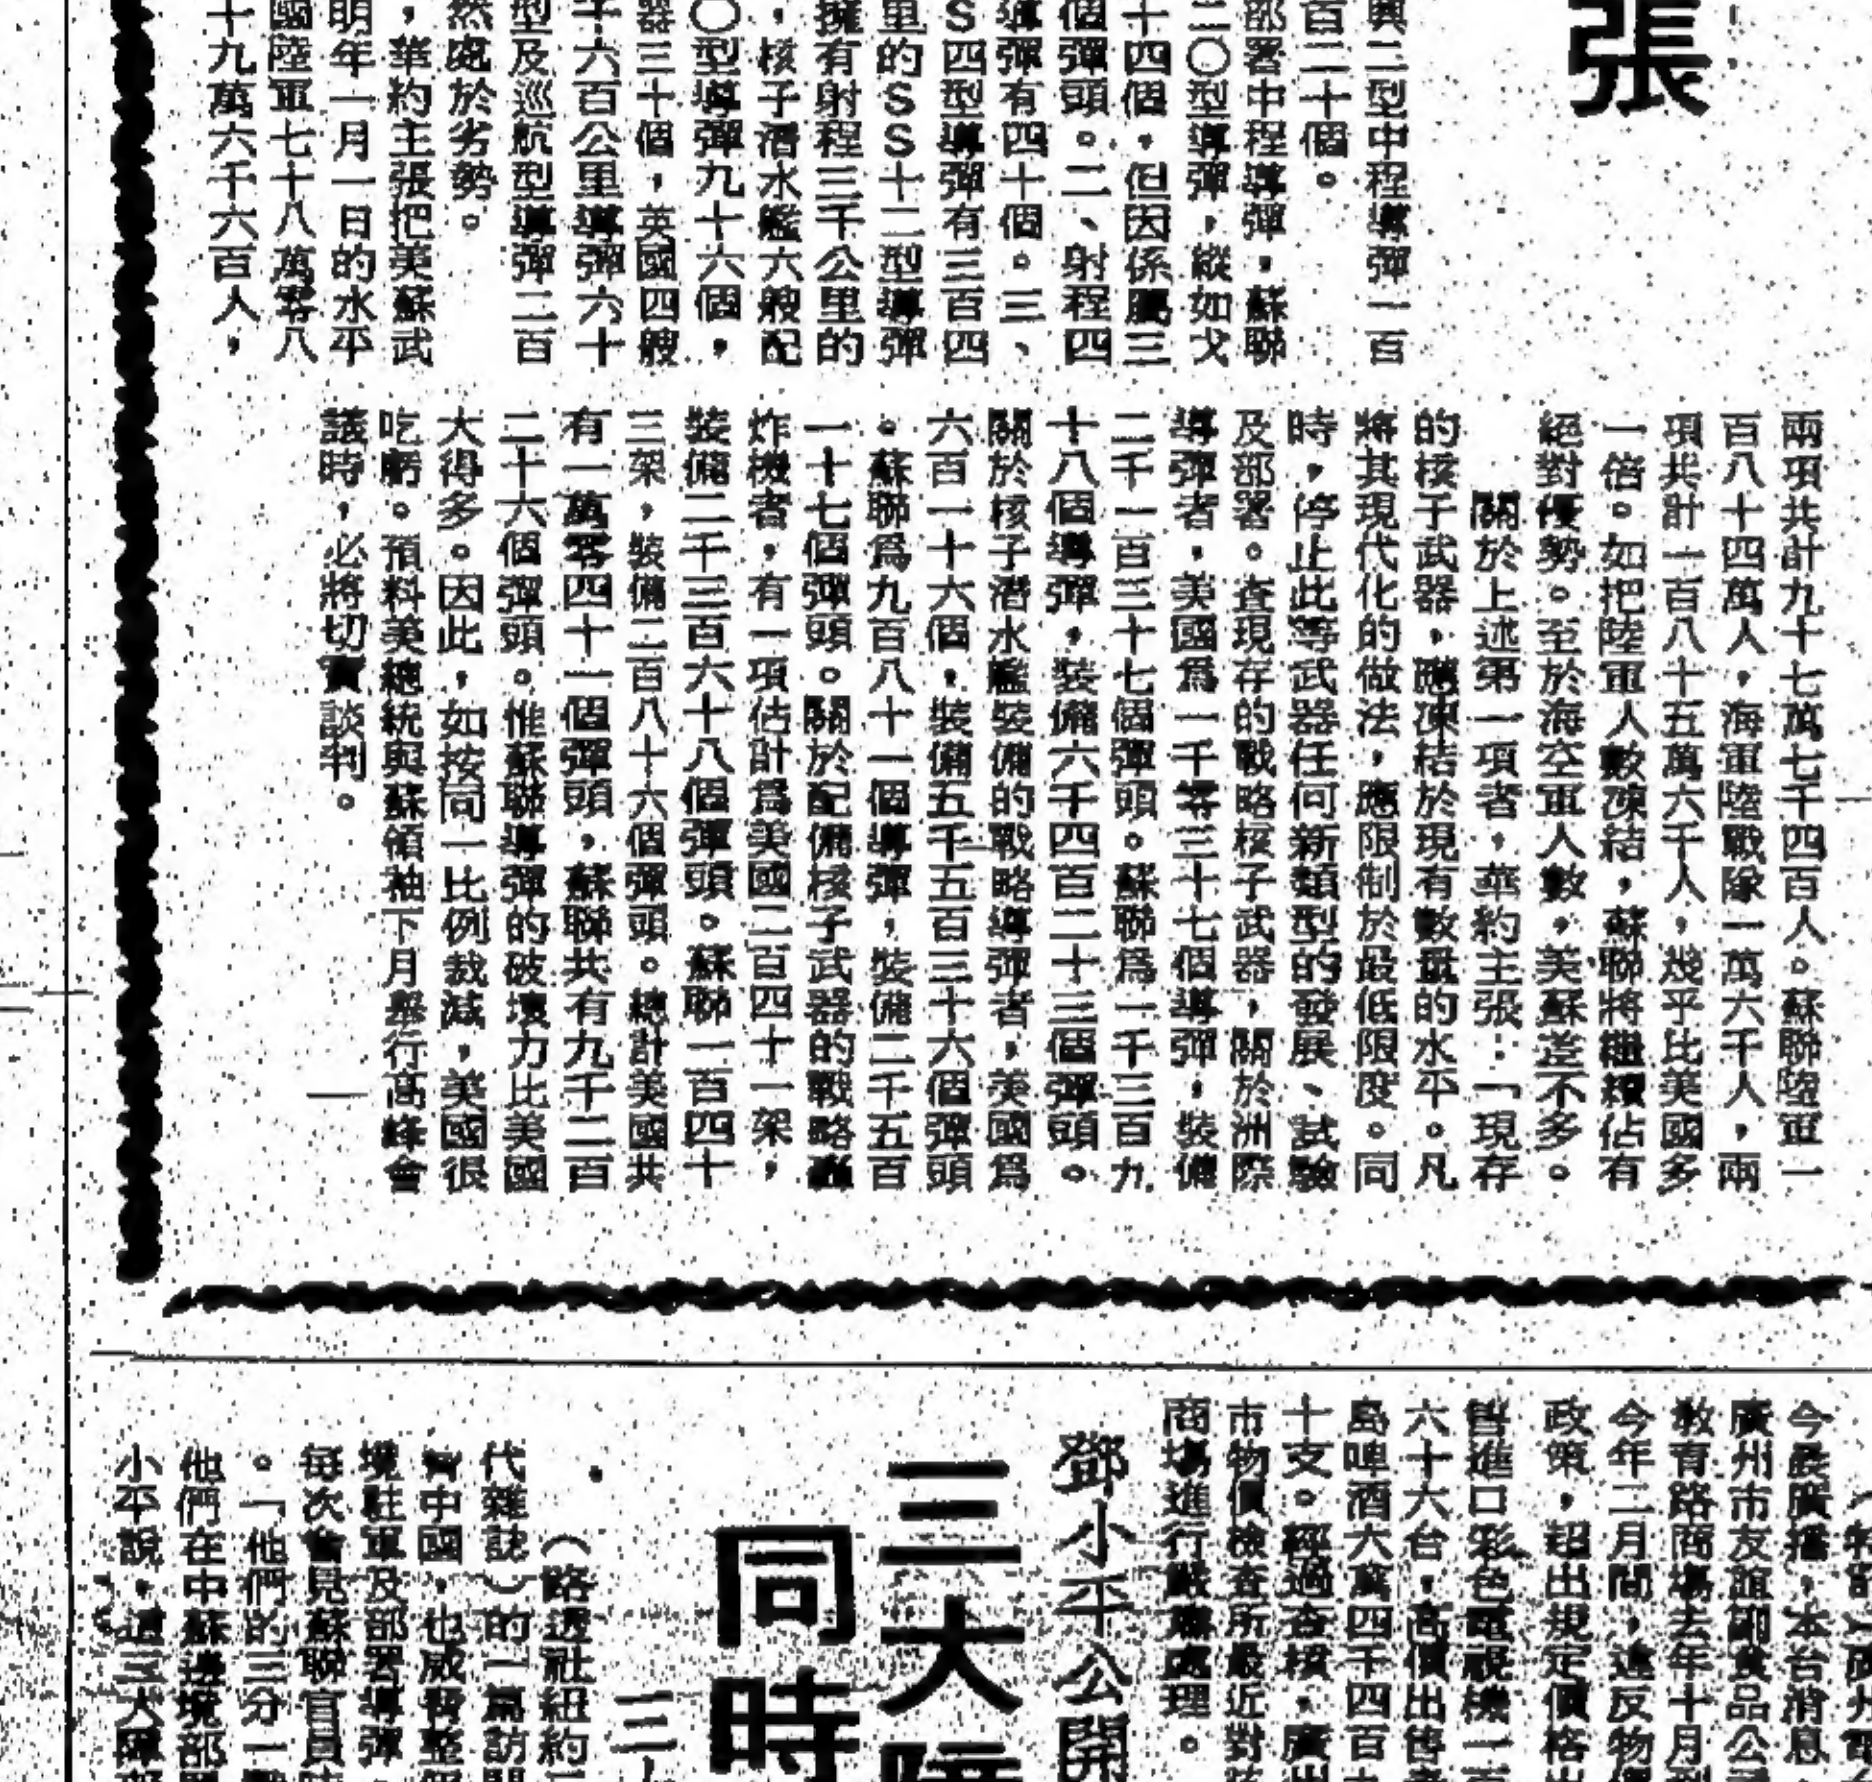 張
興二型中程導彈一百
百二十個。
部署中程導彈，蘇聯
二〇型導彈，縱如戈
十四個，但因係屬三
個彈頭。二、射程四
導彈有四十個。三、
S四型導彈有三百四
里的SS十二型導彈
擁有射程三千公里的
，核子潛水艦六艘配
〇型導彈九十六個，
器三十個，英國四艘
千六百公里導彈六十
型及巡航型導彈二百
然處於劣勢。
，華約主張把美蘇武
明年一月一日的水平
國陸軍七十八萬零八
十九萬六千六百人，
兩項共計九十七萬七千四百人。蘇聯陸軍一
百八十四萬人，海軍陸戰隊一萬六千人，兩
項共計一百八十五萬六千人，幾乎比美國多
一倍。如把陸軍人數凍結，蘇聯將繼續佔有
絕對優勢。至於海空軍人數，美蘇差不多。
關於上述第一項者，華約主張：「現存
的核子武器，應凍結於現有數量的水平。凡
將其現代化的做法，應限制於最低限度。同
時，停止此等武器任何新類型的發展、試驗
及部署。查現存的戰略核子武器，關於洲際
導彈者，美國爲一千零三十七個導彈，裝備
二千一百三十七個彈頭。蘇聯爲一千三百九
十八個導彈，裝備六千四百二十三個彈頭。
關於核子潛水艦裝備的戰略導彈者，美國爲
六百一十六個，裝備五千五百三十六個彈頭
。蘇聯爲九百八十一個導彈，裝備二千五百
一十七個彈頭。關於配備核子武器的戰略轟
炸機者，有一項估計爲美國二百四十一架，
裝備二千三百六十八個彈頭。蘇聯一百四十
三架，裝備二百八十六個彈頭。總計美國共
有一萬零四十一個彈頭，蘇聯共有九千二百
二十六個彈頭。惟蘇聯導彈的破壞力比美國
大得多。因此，如按同一比例裁減，美國很
吃虧。預料美總統與蘇領袖下月舉行高峰會
議時，必將切實談判。
今晨廣播，本台消息，
廣州市友誼副食品公司
教育路商場去年十月到
今年二月間，違反物價
政策，超出規定價格出
售進口彩色電視機一百
六十六台，高價出售青
島啤酒大萬四千四百九
十支。經過查核，廣州
市物價檢查所最近對該
商場進行嚴肅處理。
鄧小平公開
三大障
同時
三大
（路透社紐約
代雜誌）的一篇訪問
脅中國，也威脅整個
境駐軍及部署導彈，
每次會見蘇聯官員時
。「他們的三分一
他們在中蘇邊境部署
小平說，這三大障礙